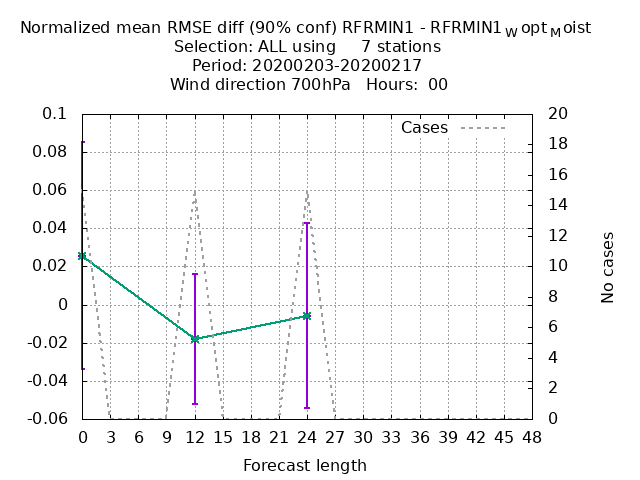 Normalized mean RMSE diff (90% conf) RFRMIN1 - RFRMIN1WoptMoist
Selection: ALL using 7 stations
Period: 20200203-20200217
Wind direction 700hPa Hours: 00
Cases
0.1
0.08
0.06
0.04
0.02
0
-0.02
-0.04
-0.06
20
18
16
14
12
10
8
6
4
2
0
No cases
0 3 6 9 12 15 18 21 24 27 30 33 36 39 42 45 48
Forecast length